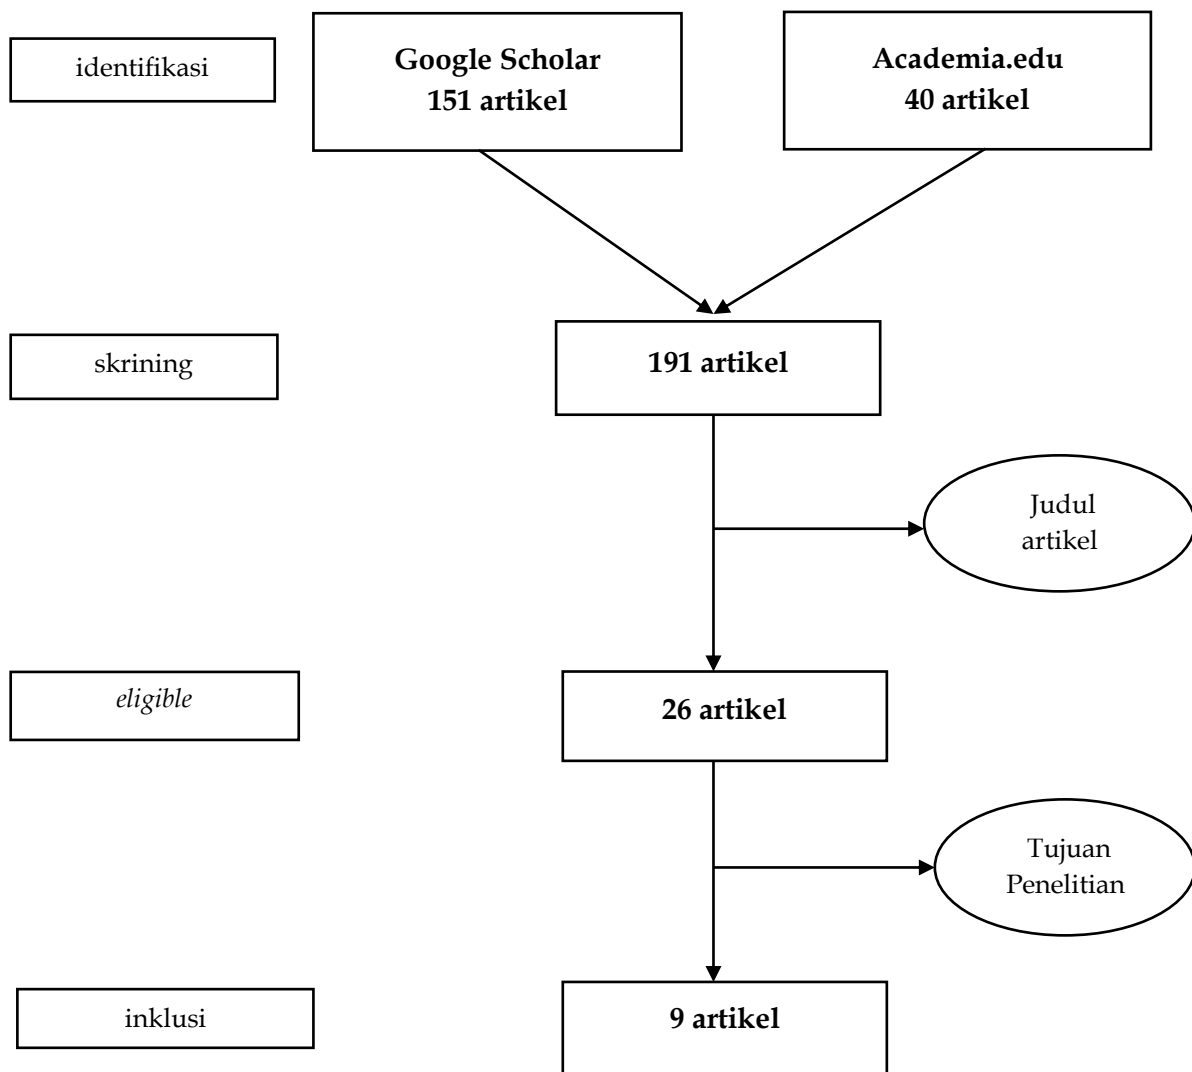 identifikasi
Google Scholar
151 artikel
Academia.edu
40 artikel
skrining
191 artikel
Judul
artikel
eligible
26 artikel
Tujuan
Penelitian
inklusi
9 artikel